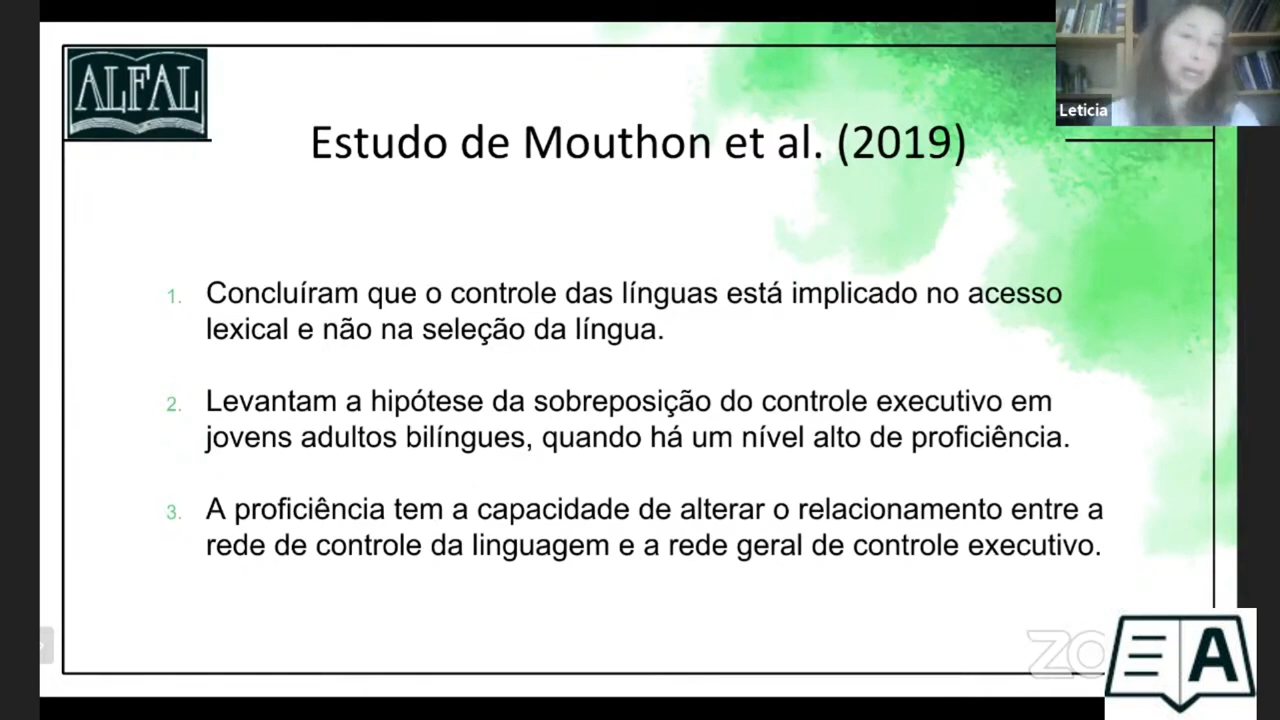 ALFAL
Leticia
Estudo de Mouthon et al. (2019)
1. Concluíram que o controle das línguas está implicado no acesso
lexical e não na seleção da língua.
2. Levantam a hipótese da sobreposição do controle executivo em
jovens adultos bilíngues, quando há um nível alto de proficiência.
3. A proficiência tem a capacidade de alterar o relacionamento entre a
rede de controle da linguagem e a rede geral de controle executivo.
A